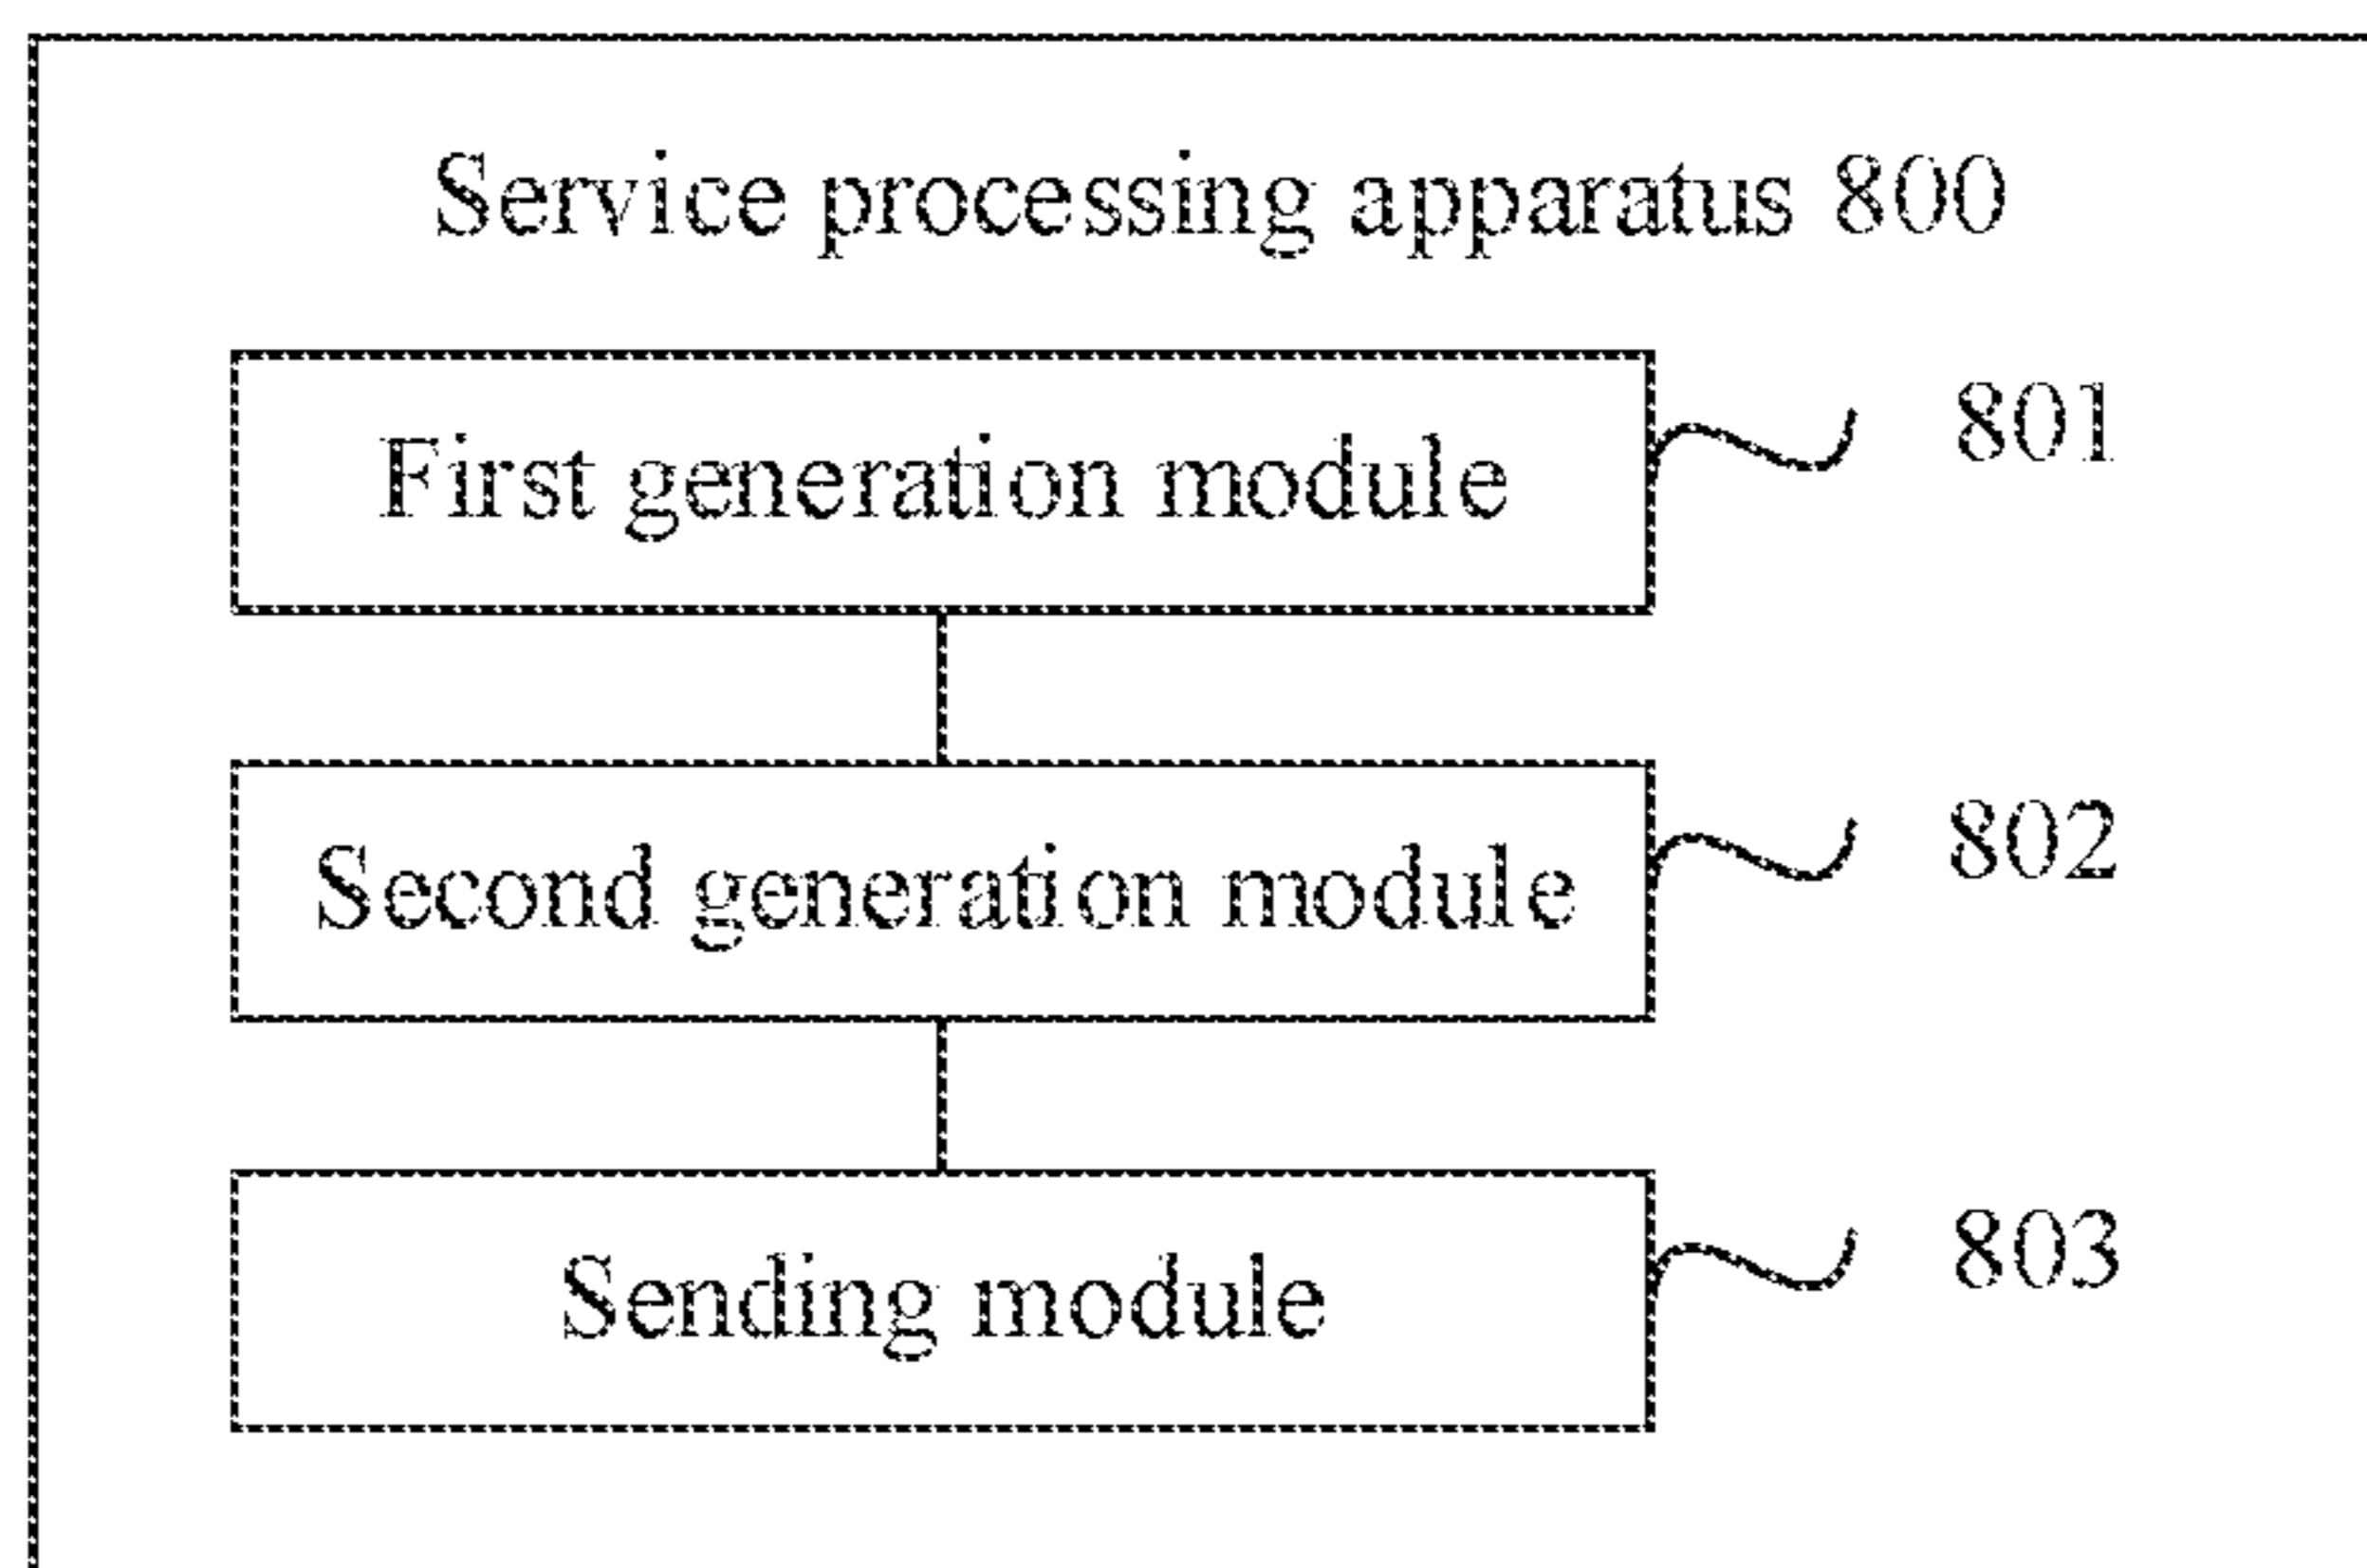 Service processing apparatus 800
First generation module
801
Second generation module
802
Sending module
803